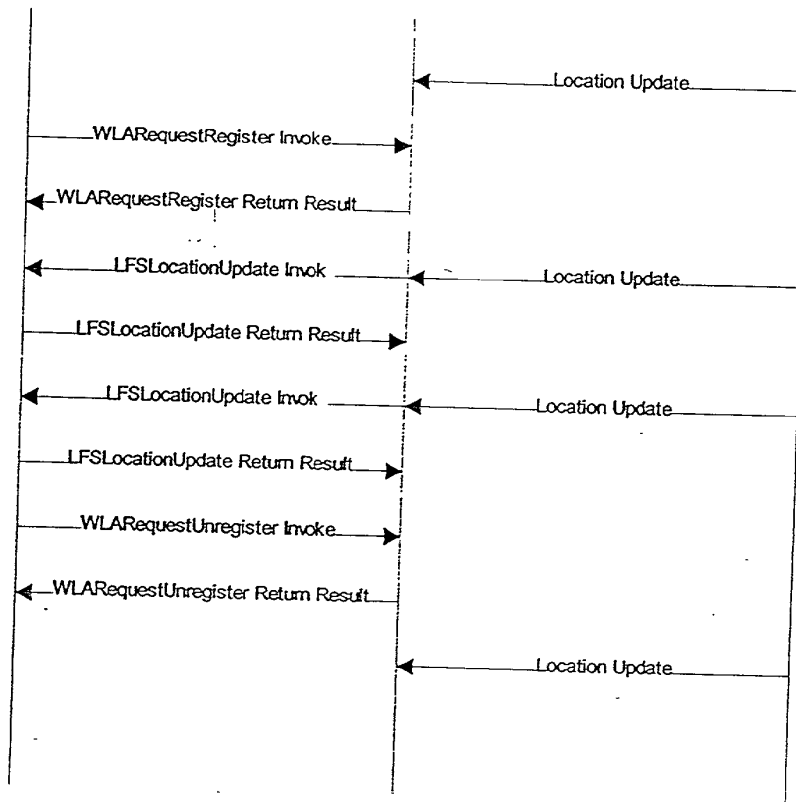 Location Update
WLARequestRegister Invoke
WLARequestRegister Return Result
LFSLocationUpdate Invok
Location Update
LFSLocationUpdate Return Result
LFSLocationUpdate Invok
Location Update
LFSLocationUpdate Return Result
WLARequestUnregister Invoke
WLARequestUnregister Return Result
Location Update